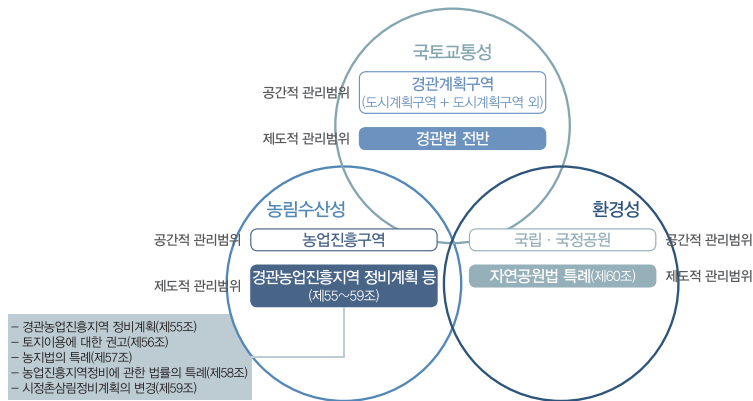 국토교통성
공간적 관리범위
경관계획구역
(도시계획구역 + 도시계획구역 외)
제도적 관리범위
경관법 전반
농림수산성
환경성
공간적 관리범위
농업진흥구역
국립 · 국정공원
공간적 관리범위
제도적 관리범위
경관농업진흥지역 정비계획 등
(제55~59조)
자연공원법 특례(제60조)
제도적 관리범위
– 경관농업진흥지역 정비계획(제55조)
– 토지이용에 대한 권고(제56조)
– 농지법의 특례(제57조)
– 농업진흥지역정비에 관한 법률의 특례(제58조)
– 시정촌삼림정비계획의 변경(제59조)